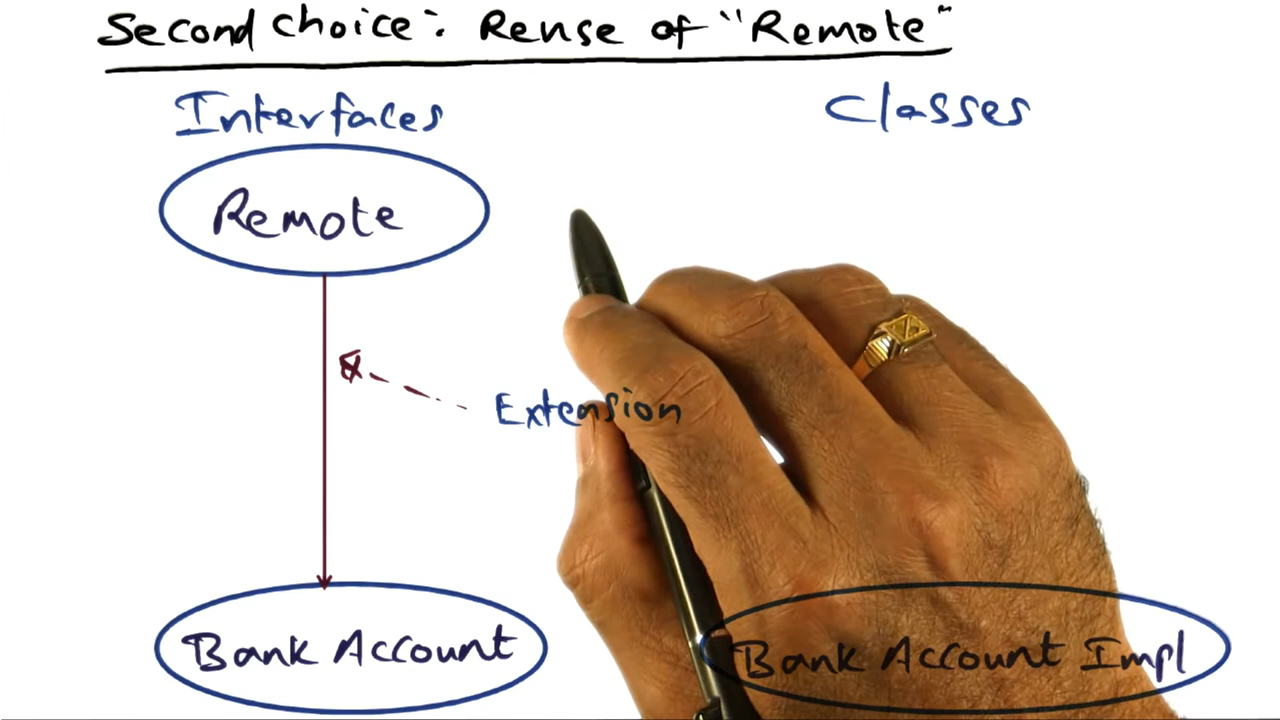 Second choice: Reuse of "Remote"
Interfaces
Classes
Remote
Extension
Bank Account
Bank Account Impl